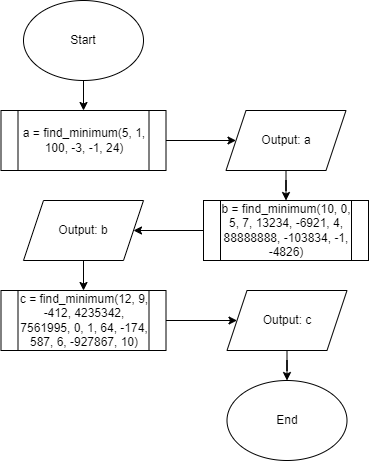 Start
a = find_minimum(5, 1,
100, -3, -1, 24)
Output: a
b = find_minimum(10, 0,
5, 7, 13234, -6921, 4,
88888888, -103834, -1,
-4826)
Output: b
c = find_minimum(12, 9,
-412, 4235342,
7561995, 0, 1, 64, -174,
587, 6, -927867, 10)
Output: c
End